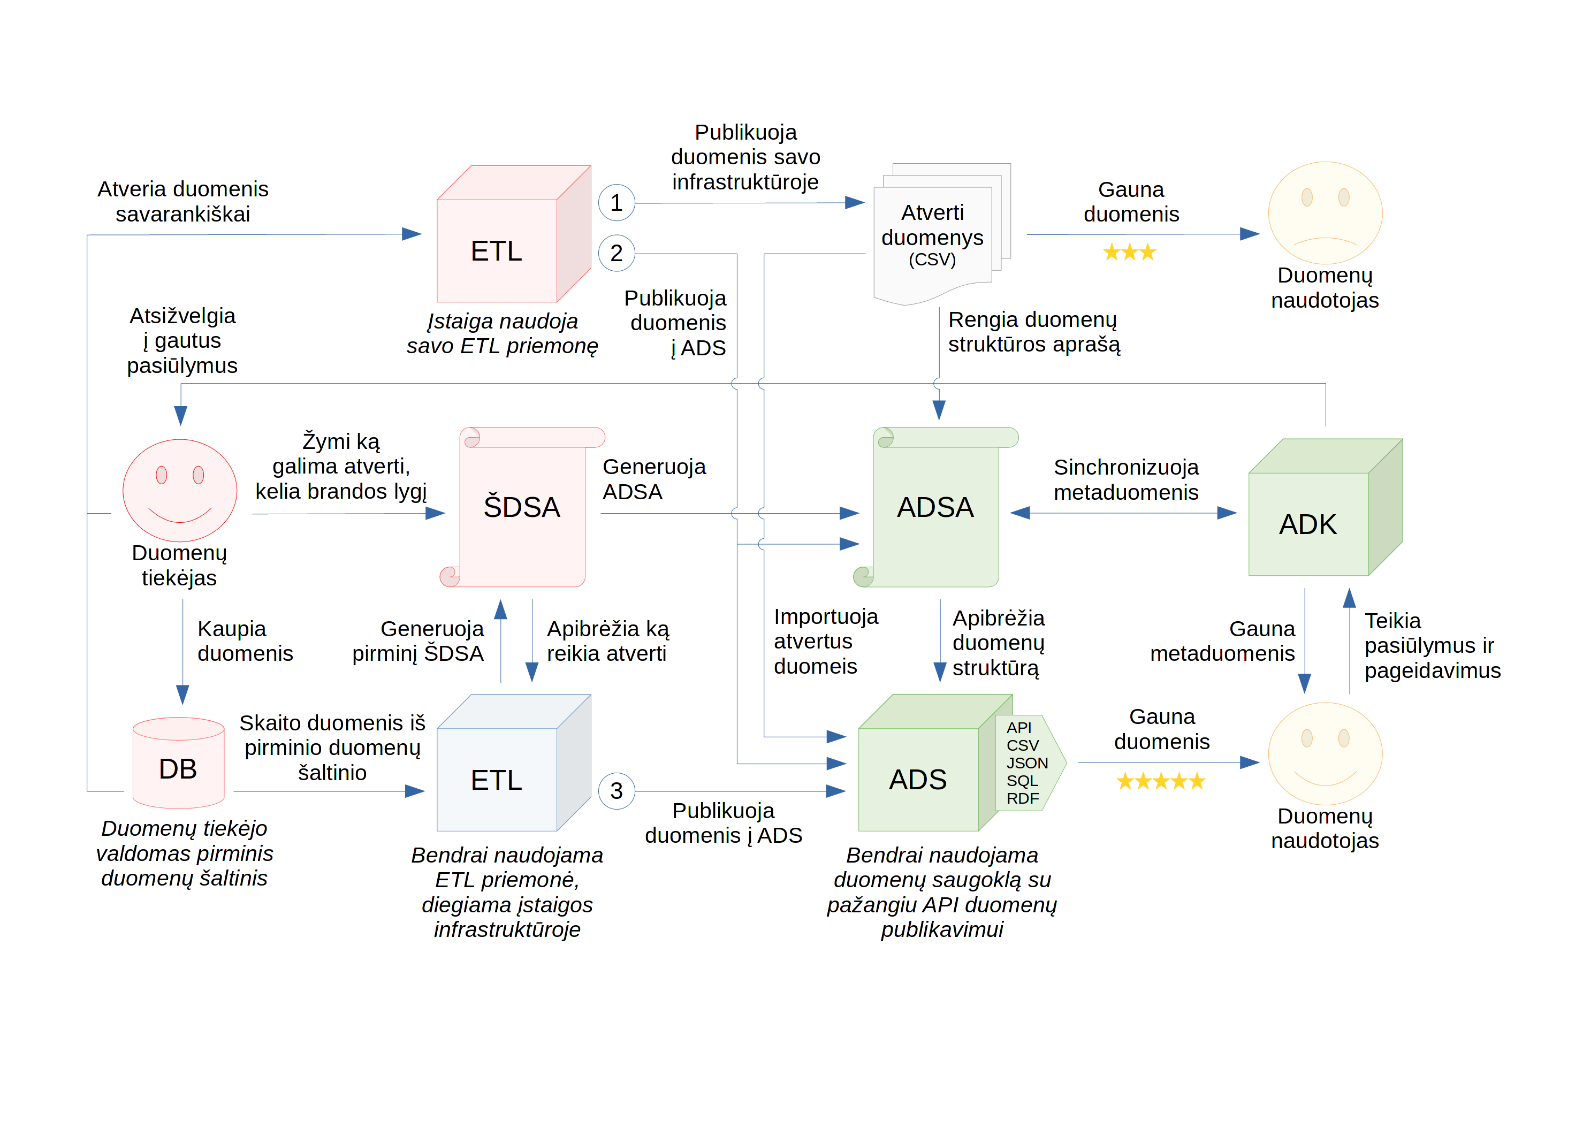 Publikuoja
duomenis savo
infrastruktūroje
Atveria duomenis
savarankiškai
ETL
1
2
Atverti
duomenys
(CSV)
Gauna
duomenis
Duomenų
naudotojas
Įstaiga naudoja
savo ETL priemonę
Publikuoja
duomenis
į ADS
Rengia duomenų
struktūros aprašą
Atsižvelgia
į gautus
pasiūlymus
Žymi ką
galima atverti,
kelia brandos lygį
ŠDSA
Generuoja
ADSA
ADSA
Sinchronizuoja
metaduomenis
ADK
Duomenų
tiekėjas
Kaupia
duomenis
Generuoja
pirminį ŠDSA
Apibrėžia ką
reikia atverti
Importuoja
atvertus
duomeis
Apibrėžia
duomenų
struktūrą
Gauna
metaduomenis
Teikia
pasiūlymus ir
pageidavimus
DB
Skaito duomenis iš
pirminio duomenų
šaltinio
ETL
3
Publikuoja
duomenis į ADS
ADS
API
CSV
JSON
SQL
RDF
Gauna
duomenis
Duomenų
naudotojas
Duomenų tiekėjo
valdomas pirminis
duomenų šaltinis
Bendrai naudojama
ETL priemonė,
diegiama įstaigos
infrastruktūroje
Bendrai naudojama
duomenų saugoklą su
pažangiu API duomenų
publikavimui